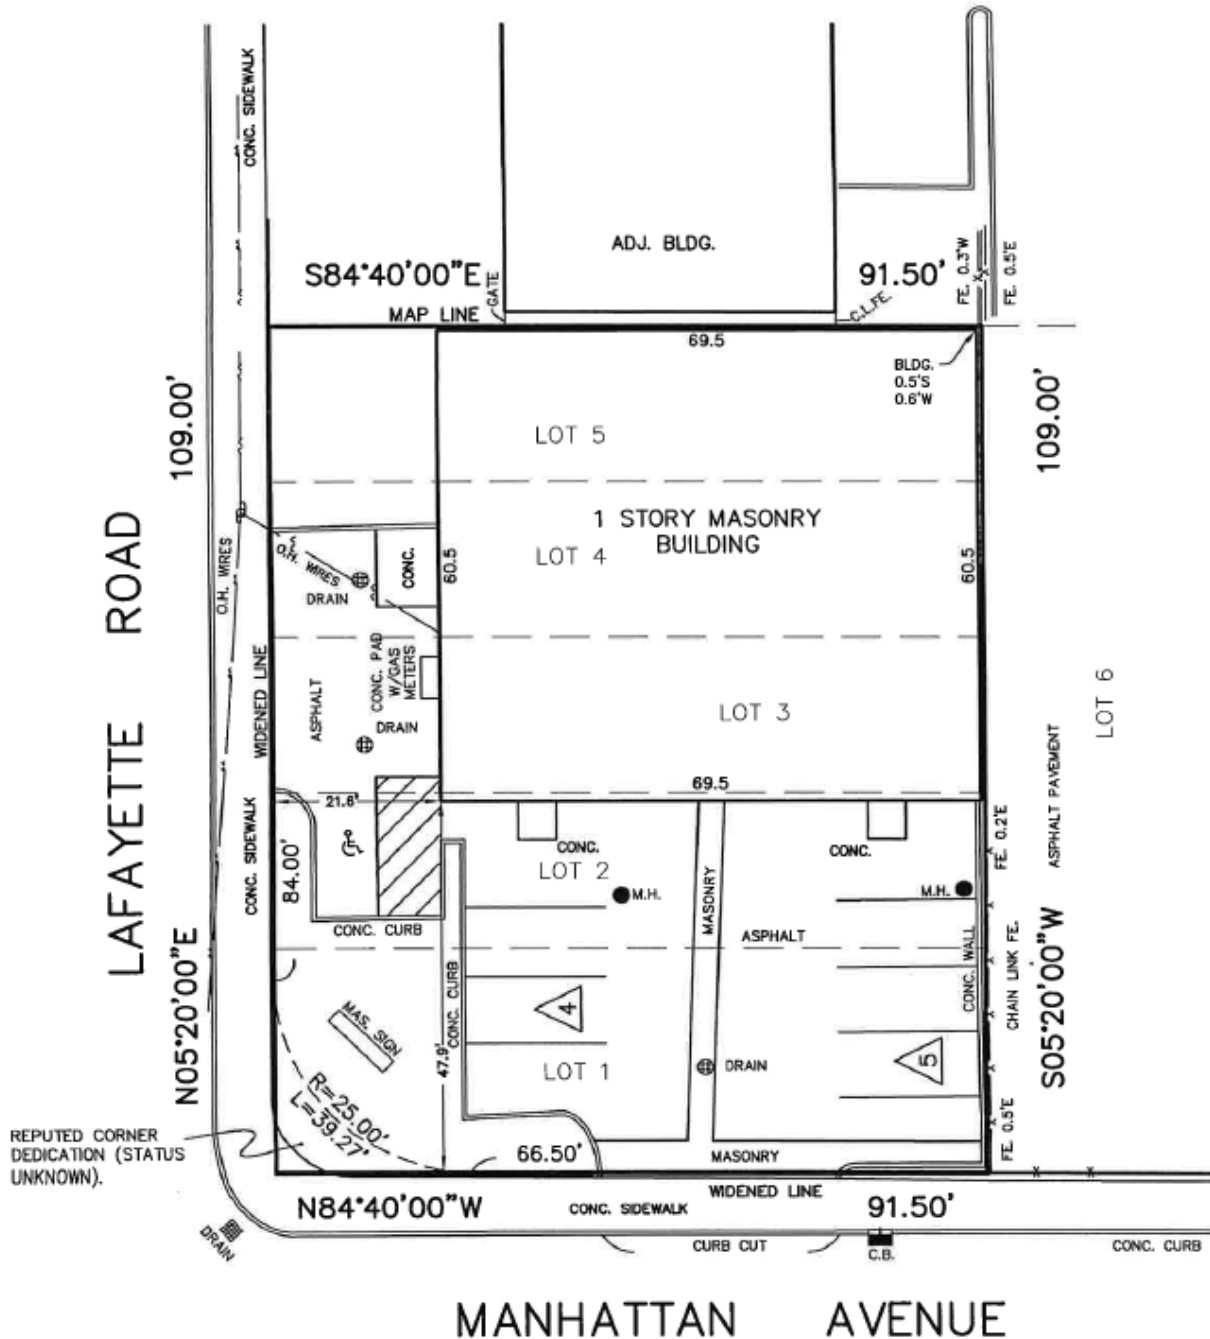 CONC. SIDEWALK
ADJ. BLDG.
S84°40'00"E
GATE
91.50'
C.L.FE.
FE. 0.3'W
FE. 0.5'E
MAP LINE
69.5
BLDG.
0.5'S
0.6'W
109.00'
109.00'
LOT 5
1 STORY MASONRY
BUILDING
LOT 4
60.5
60.5
O.H. WIRES
O.H. WIRES
DRAIN
CONC.
LAFAYETTE ROAD
WIDENED LINE
ASPHALT
CONC. PAD
W/GAS
METERS
DRAIN
LOT 3
LOT 6
69.5
21.6'
CONC. SIDEWALK
84.00'
CONC. CURB
CONC.
LOT 2
M.H.
MASONRY
ASPHALT
CONC.
M.H.
CONC. WALL
FE. 0.2'E
ASPHALT PAVEMENT
CHAIN LINK FE.
N05°20'00"E
S05°20'00"W
MAS. SIGN
47.9'
CONC. CURB
4
LOT 1
DRAIN
5
R=25.00'
L=39.27'
REPUTED CORNER
DEDICATION (STATUS
UNKNOWN).
66.50'
MASONRY
FE. 0.5'E
WIDENED LINE
N84°40'00"W
CONC. SIDEWALK
91.50'
DRAIN
CURB CUT
C.B.
CONC. CURB
MANHATTAN AVENUE